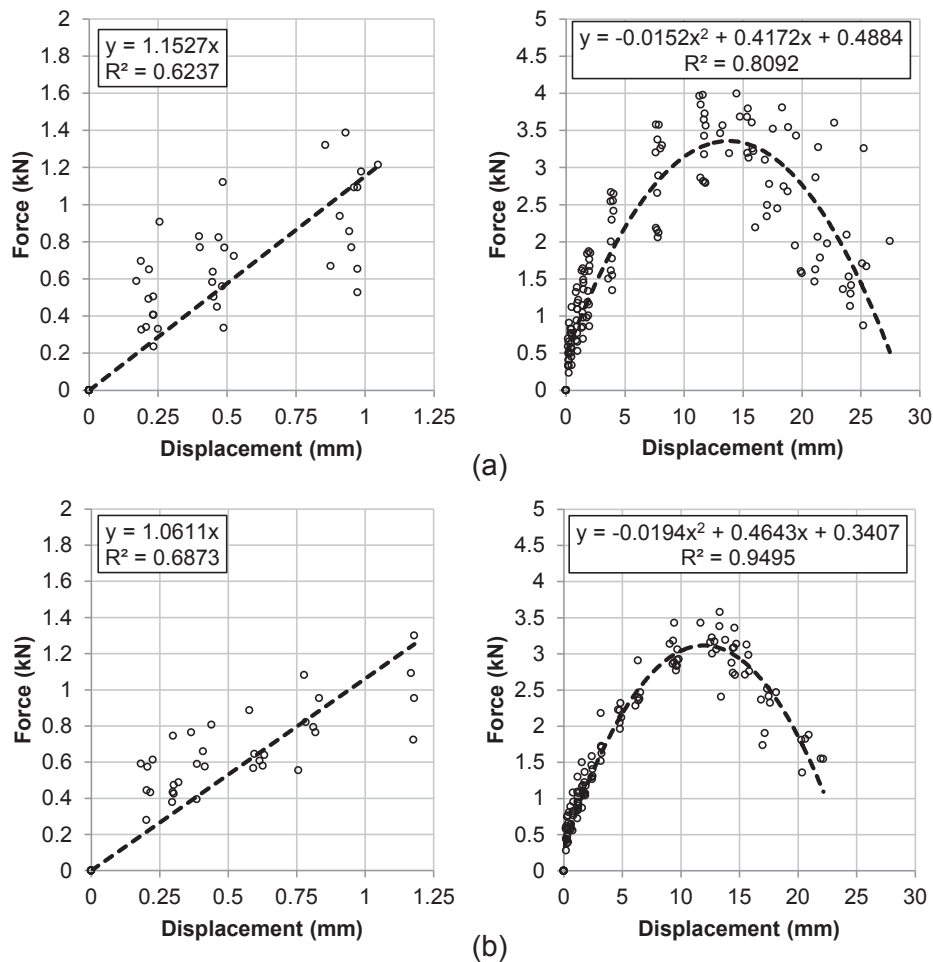 y = 1.1527x
R² = 0.6237
Force (kN)
2
1.8
1.6
1.4
1.2
1
0.8
0.6
0.4
0.2
0
0 0.25 0.5 0.75 1 1.25
Displacement (mm)
y = -0.0152x² + 0.4172x + 0.4884
R² = 0.8092
Force (kN)
5
4.5
4
3.5
3
2.5
2
1.5
1
0.5
0
0 5 10 15 20 25 30
Displacement (mm)
(a)
y = 1.0611x
R² = 0.6873
Force (kN)
2
1.8
1.6
1.4
1.2
1
0.8
0.6
0.4
0.2
0
0 0.25 0.5 0.75 1 1.25
Displacement (mm)
y = -0.0194x² + 0.4643x + 0.3407
R² = 0.9495
Force (kN)
5
4.5
4
3.5
3
2.5
2
1.5
1
0.5
0
0 5 10 15 20 25 30
Displacement (mm)
(b)